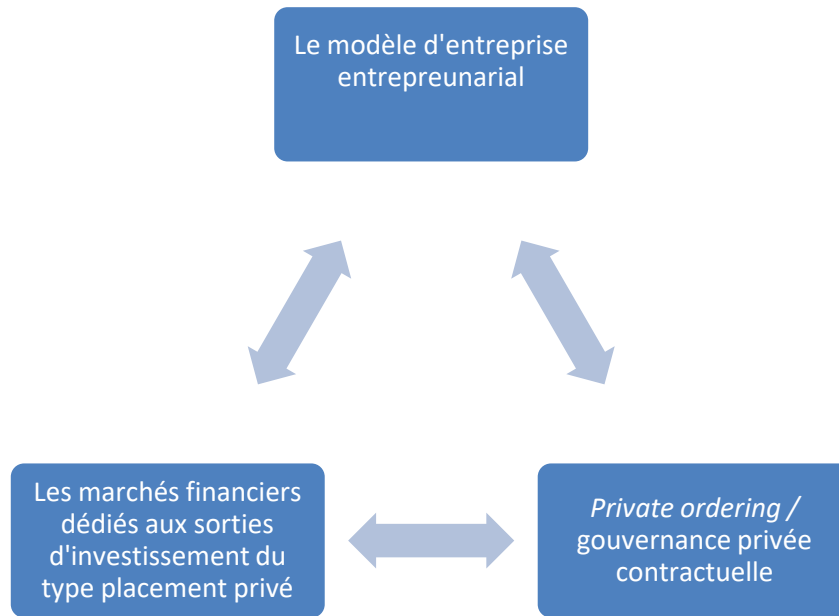 Le modèle d'entreprise
entrepreunarial
Les marchés financiers
dédiés aux sorties
d'investissement du
type placement privé
Private ordering /
gouvernance privée
contractuelle